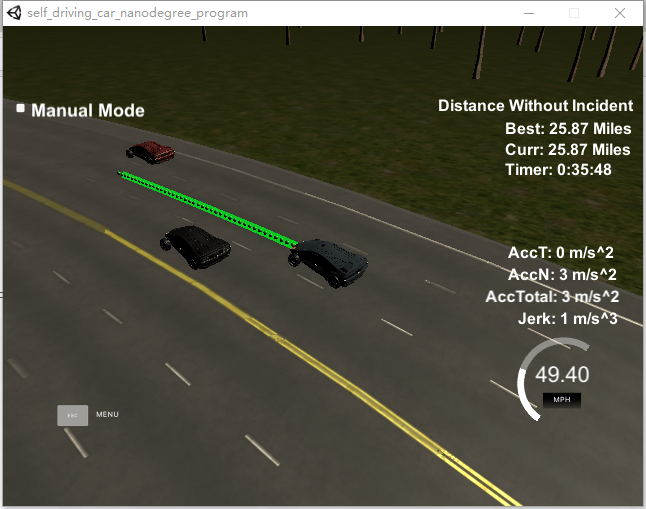 self_driving_car_nanodegree_program
Manual Mode
Distance Without Incident
Best: 25.87 Miles
Curr: 25.87 Miles
Timer: 0:35:48
AccT: 0 m/s^2
AccN: 3 m/s^2
AccTotal: 3 m/s^2
Jerk: 1 m/s^3
49.40
MPH
ESC MENU